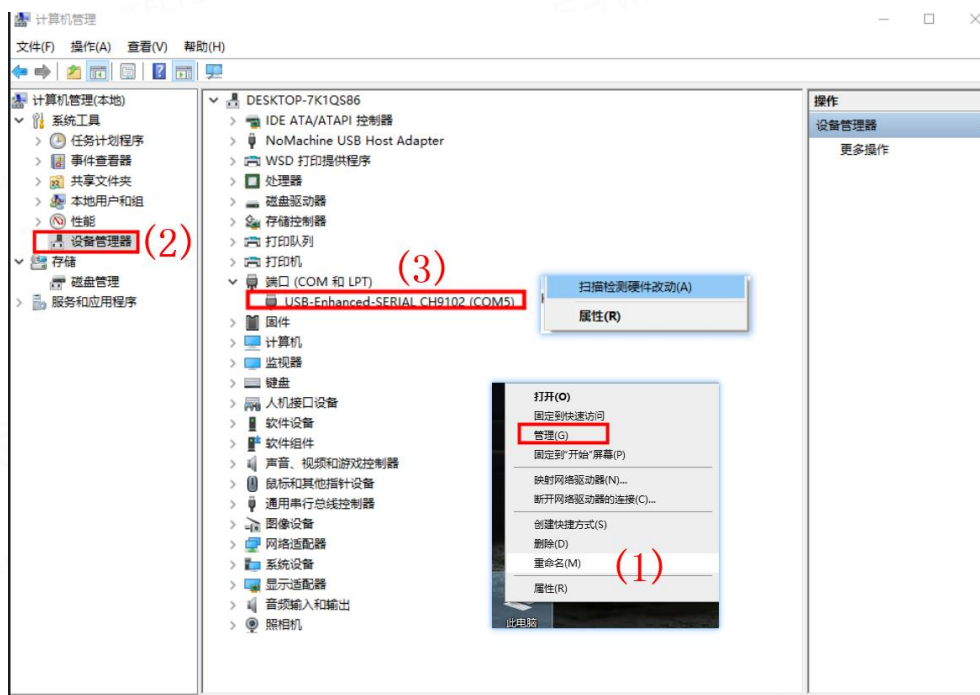 计算机管理
文件(F) 操作(A) 查看(V) 帮助(H)
计算机管理(本地)
系统工具
任务计划程序
事件查看器
共享文件夹
本地用户和组
性能
设备管理器
(2)
存储
磁盘管理
服务和应用程序
DESKTOP-7K1QS86
IDE ATA/ATAPI 控制器
NoMachine USB Host Adapter
WSD 打印提供程序
处理器
磁盘驱动器
存储控制器
打印队列
打印机
(3)
端口 (COM 和 LPT)
USB-Enhanced-SERIAL CH9102 (COM5)
固件
计算机
监视器
键盘
人机接口设备
软件设备
软件组件
声音、视频和游戏控制器
鼠标和其他指针设备
通用串行总线控制器
图像设备
网络适配器
系统设备
显示适配器
音频输入和输出
照相机
扫描检测硬件改动(A)
属性(R)
打开(O)
固定到快速访问
管理(G)
固定到"开始"屏幕(P)
映射网络驱动器(N)...
断开网络驱动器的连接(C)...
创建快捷方式(S)
删除(D)
重命名(M)
(1)
属性(R)
此电脑
操作
设备管理器
更多操作